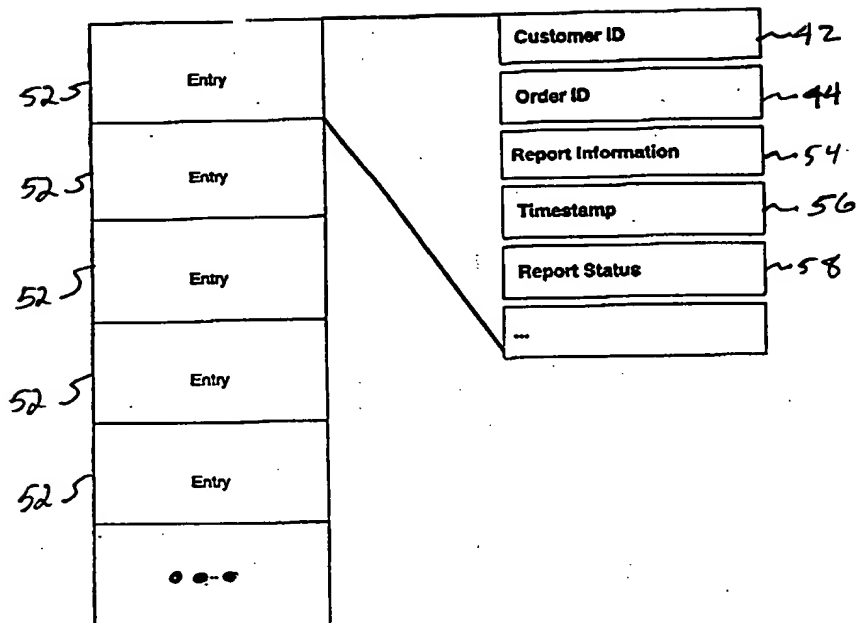 Customer ID 42
52 Entry
Order ID 44
Report Information 54
52 Entry
Timestamp 56
Report Status 58
52 Entry
...
52 Entry
52 Entry